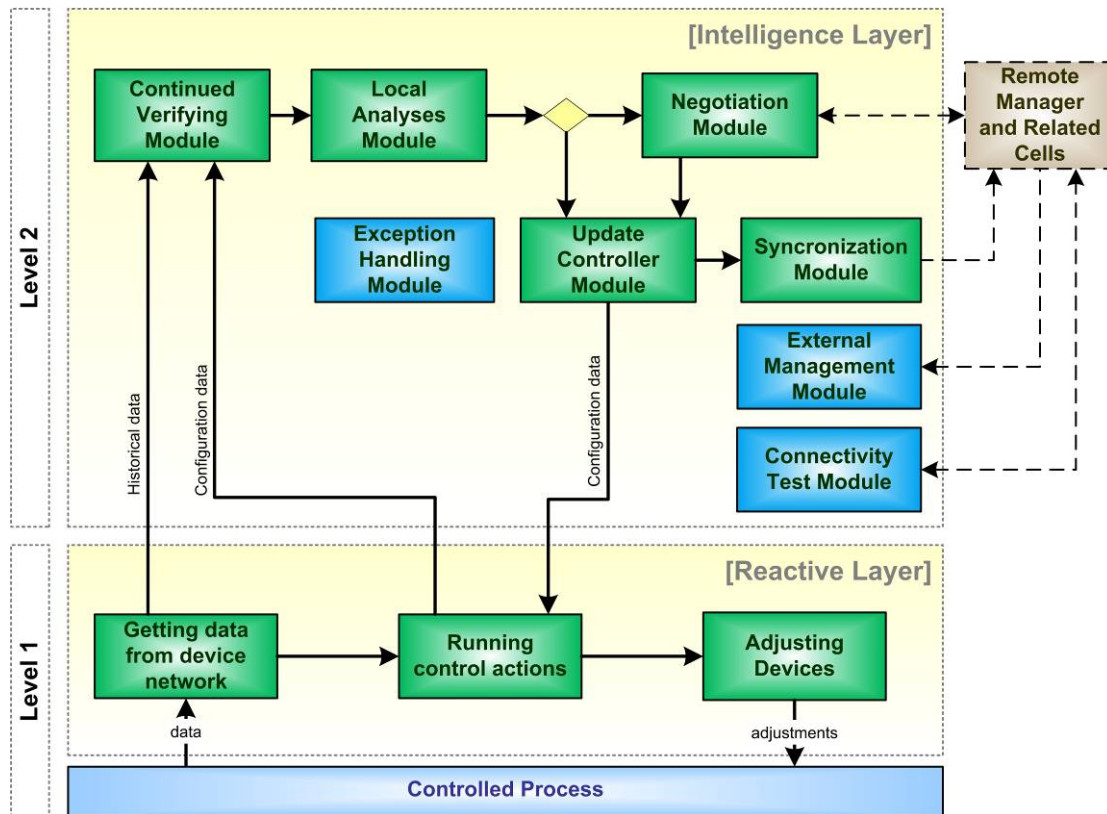 [Intelligence Layer]
Continued
Verifying
Module
Local
Analyses
Module
Negotiation
Module
Remote
Manager
and Related
Cells
Level 2
Exception
Handling
Module
Update
Controller
Module
Syncronization
Module
External
Management
Module
Connectivity
Test Module
Historical data
Configuration data
Configuration data
[Reactive Layer]
Level 1
Getting data
from device
network
Running
control actions
Adjusting
Devices
data
adjustments
Controlled Process